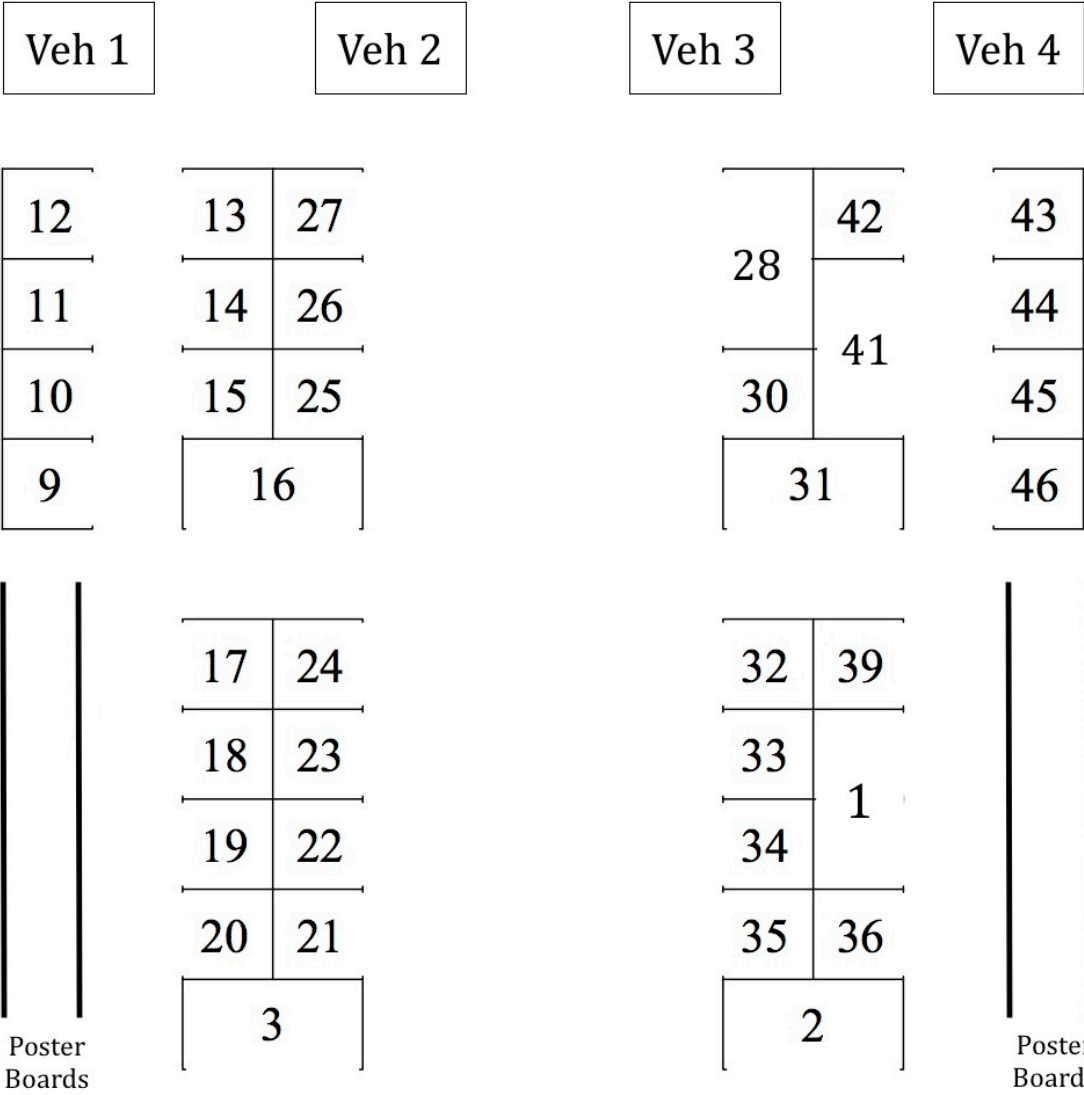 Veh 1 Veh 2 Veh 3 Veh 4
12 13 27 42 43
28
11 14 26 44
41
10 15 25 30 45
9 16 31 46
17 24 32 39
18 23 33
1
19 22 34
20 21 35 36
3 2
Poster Poster
Boards Board